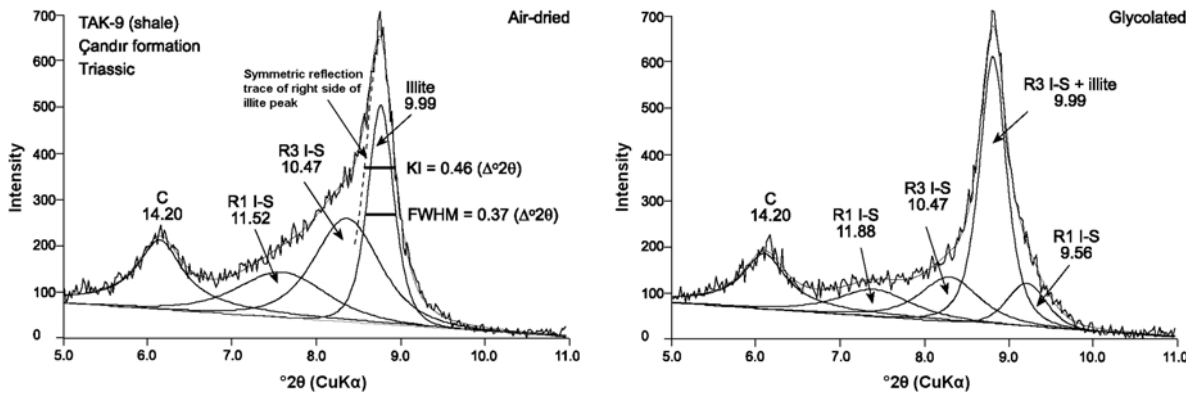 TAK-9 (shale)
Çandır formation
Triassic
Air-dried
Symmetric reflection
trace of right side of
illite peak
Illite
9.99
R3 I-S
10.47
KI = 0.46 (Δ°2θ)
C
14.20
R1 I-S
11.52
FWHM = 0.37 (Δ°2θ)
Intensity
700
600
500
400
300
200
100
0
5.0 6.0 7.0 8.0 9.0 10.0 11.0
°2θ (CuKα)
Glycolated
R3 I-S + illite
9.99
C
14.20
R1 I-S
11.88
R3 I-S
10.47
R1 I-S
9.56
Intensity
700
600
500
400
300
200
100
0
5.0 6.0 7.0 8.0 9.0 10.0 11.0
°2θ (CuKα)